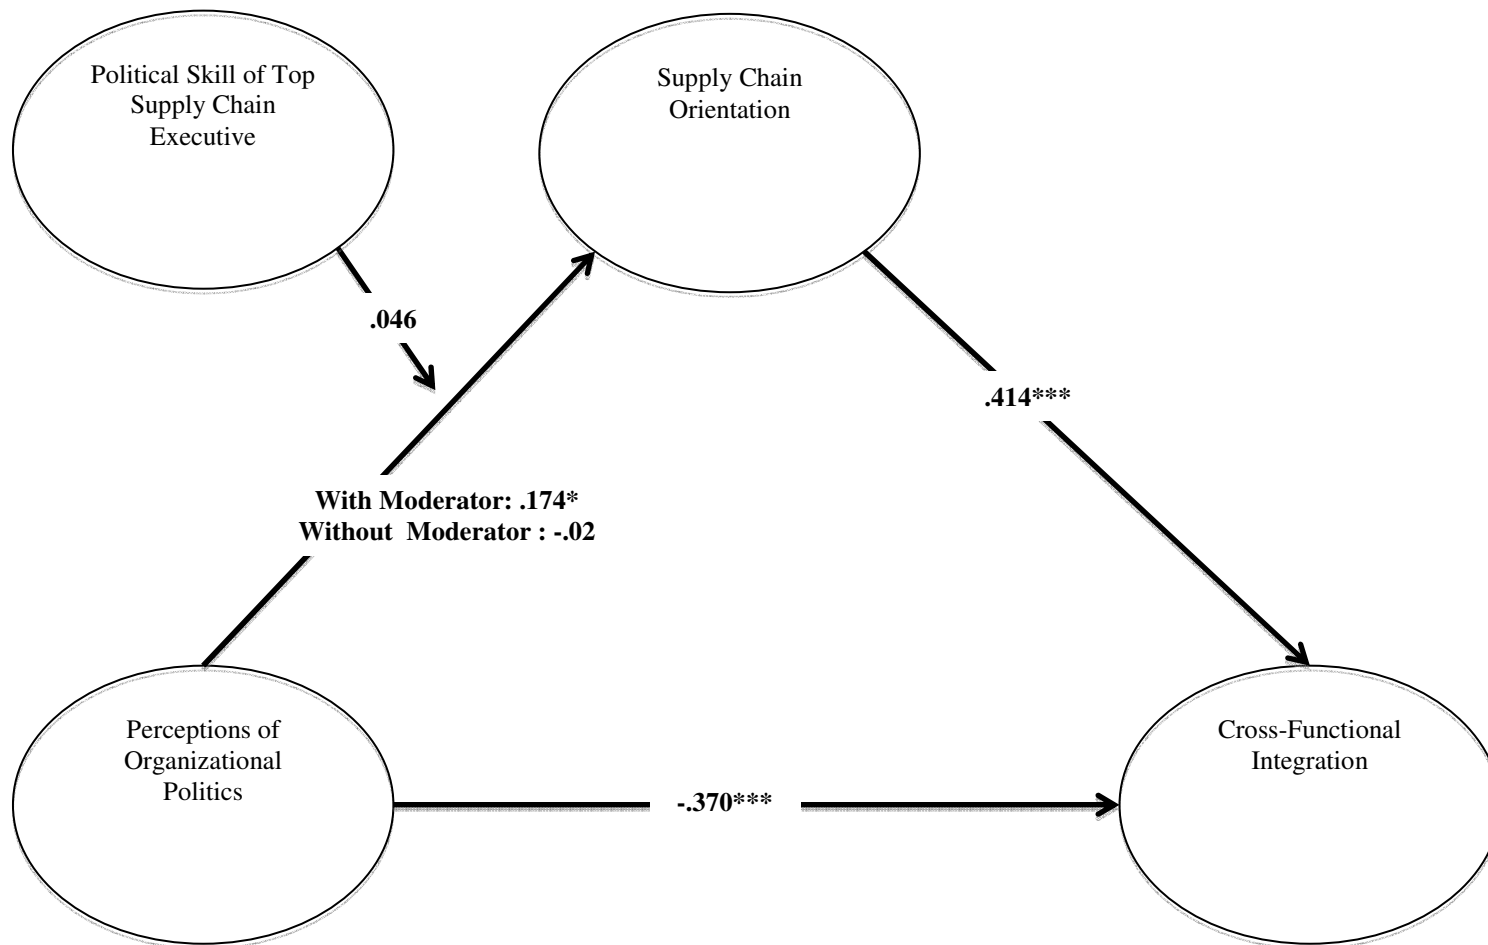 Political Skill of Top
Supply Chain
Executive
Supply Chain
Orientation
.046
.414***
With Moderator: .174*
Without  Moderator : -.02
Perceptions of
Organizational
Politics
-.370***
Cross-Functional
Integration